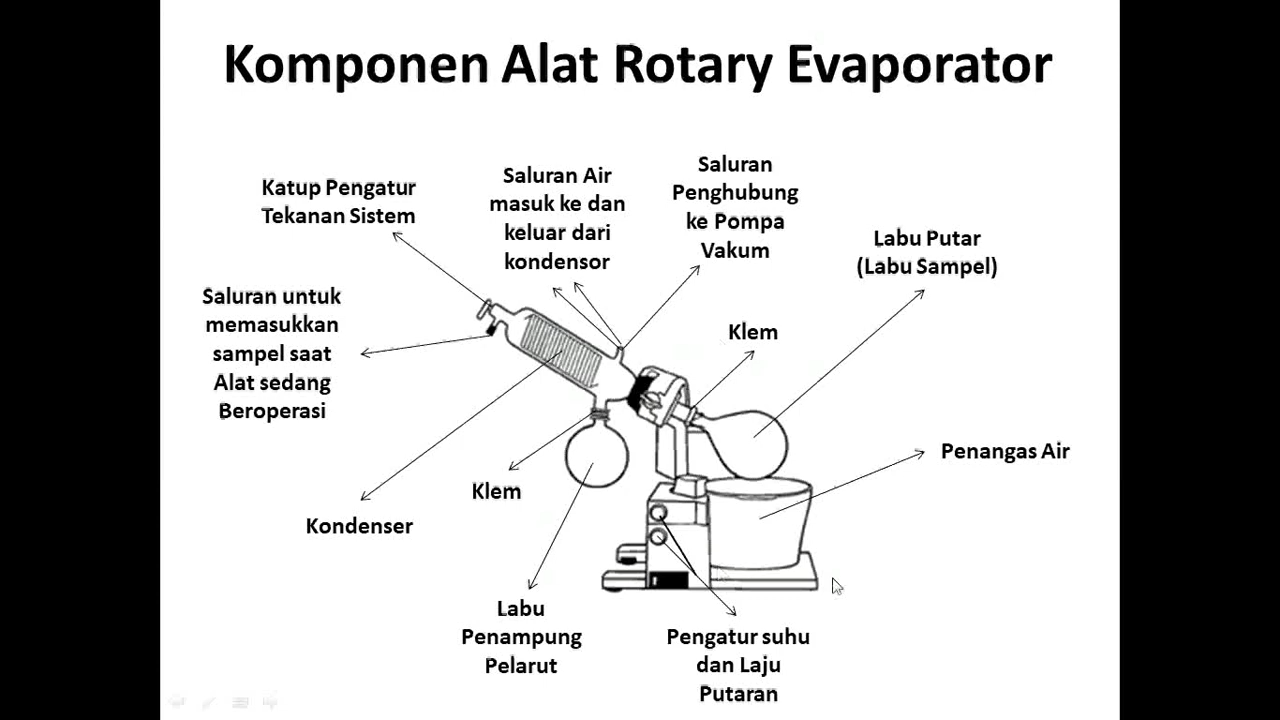 Komponen Alat Rotary Evaporator
Katup Pengatur
Tekanan Sistem
Saluran Air
masuk ke dan
keluar dari
kondensor
Saluran
Penghubung
ke Pompa
Vakum
Labu Putar
(Labu Sampel)
Saluran untuk
memasukkan
sampel saat
Alat sedang
Beroperasi
Klem
Penangas Air
Klem
Kondenser
Labu
Penampung
Pelarut
Pengatur suhu
dan Laju
Putaran